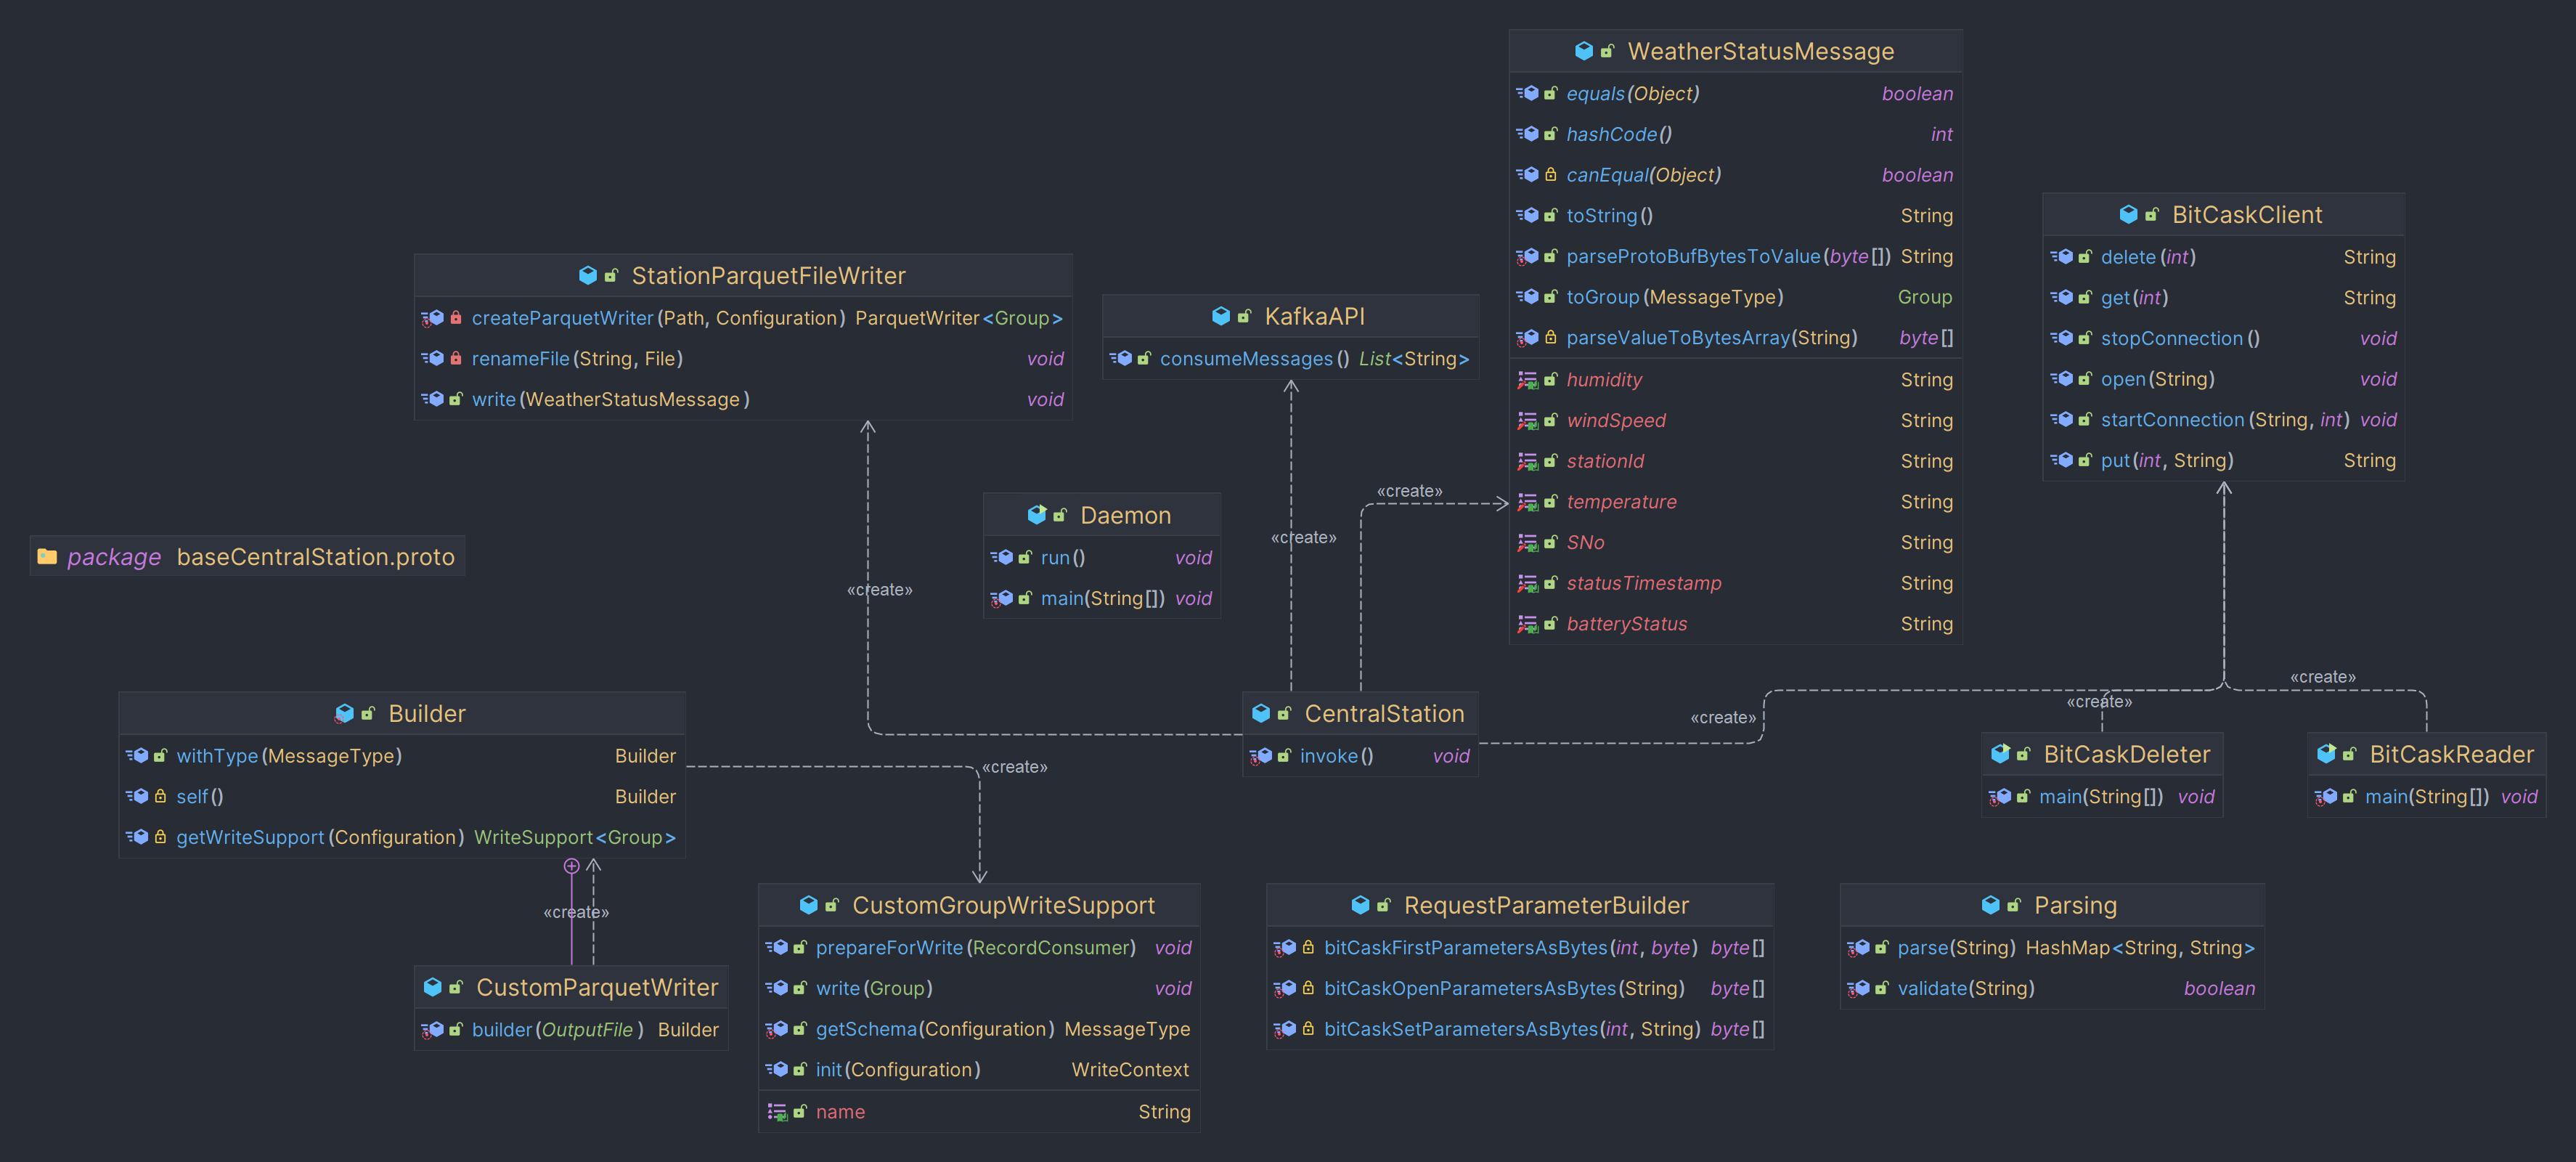 WeatherStatusMessage
equals(Object) boolean
hashCode() int
canEqual(Object) boolean
toString() String
parseProtoBufBytesToValue(byte[]) String
toGroup(MessageType) Group
parseValueToBytesArray(String) byte[]
humidity String
windSpeed String
stationId String
temperature String
SNo String
statusTimestamp String
batteryStatus String
BitCaskClient
delete(int) String
get(int) String
stopConnection() void
open(String) void
startConnection(String, int) void
put(int, String) String
StationParquetFileWriter
createParquetWriter(Path, Configuration) ParquetWriter<Group>
renameFile(String, File) void
write(WeatherStatusMessage) void
KafkaAPI
consumeMessages() List<String>
Daemon
run() void
main(String[]) void
package baseCentralStation.proto
«create»
«create»
«create»
«create»
«create»
«create»
Builder
withType(MessageType) Builder
self() Builder
getWriteSupport(Configuration) WriteSupport<Group>
«create»
CentralStation
invoke() void
BitCaskDeleter
main(String[]) void
BitCaskReader
main(String[]) void
«create»
CustomParquetWriter
builder(OutputFile) Builder
CustomGroupWriteSupport
prepareForWrite(RecordConsumer) void
write(Group) void
getSchema(Configuration) MessageType
init(Configuration) WriteContext
name String
RequestParameterBuilder
bitCaskFirstParametersAsBytes(int, byte) byte[]
bitCaskOpenParametersAsBytes(String) byte[]
bitCaskSetParametersAsBytes(int, String) byte[]
Parsing
parse(String) HashMap<String, String>
validate(String) boolean